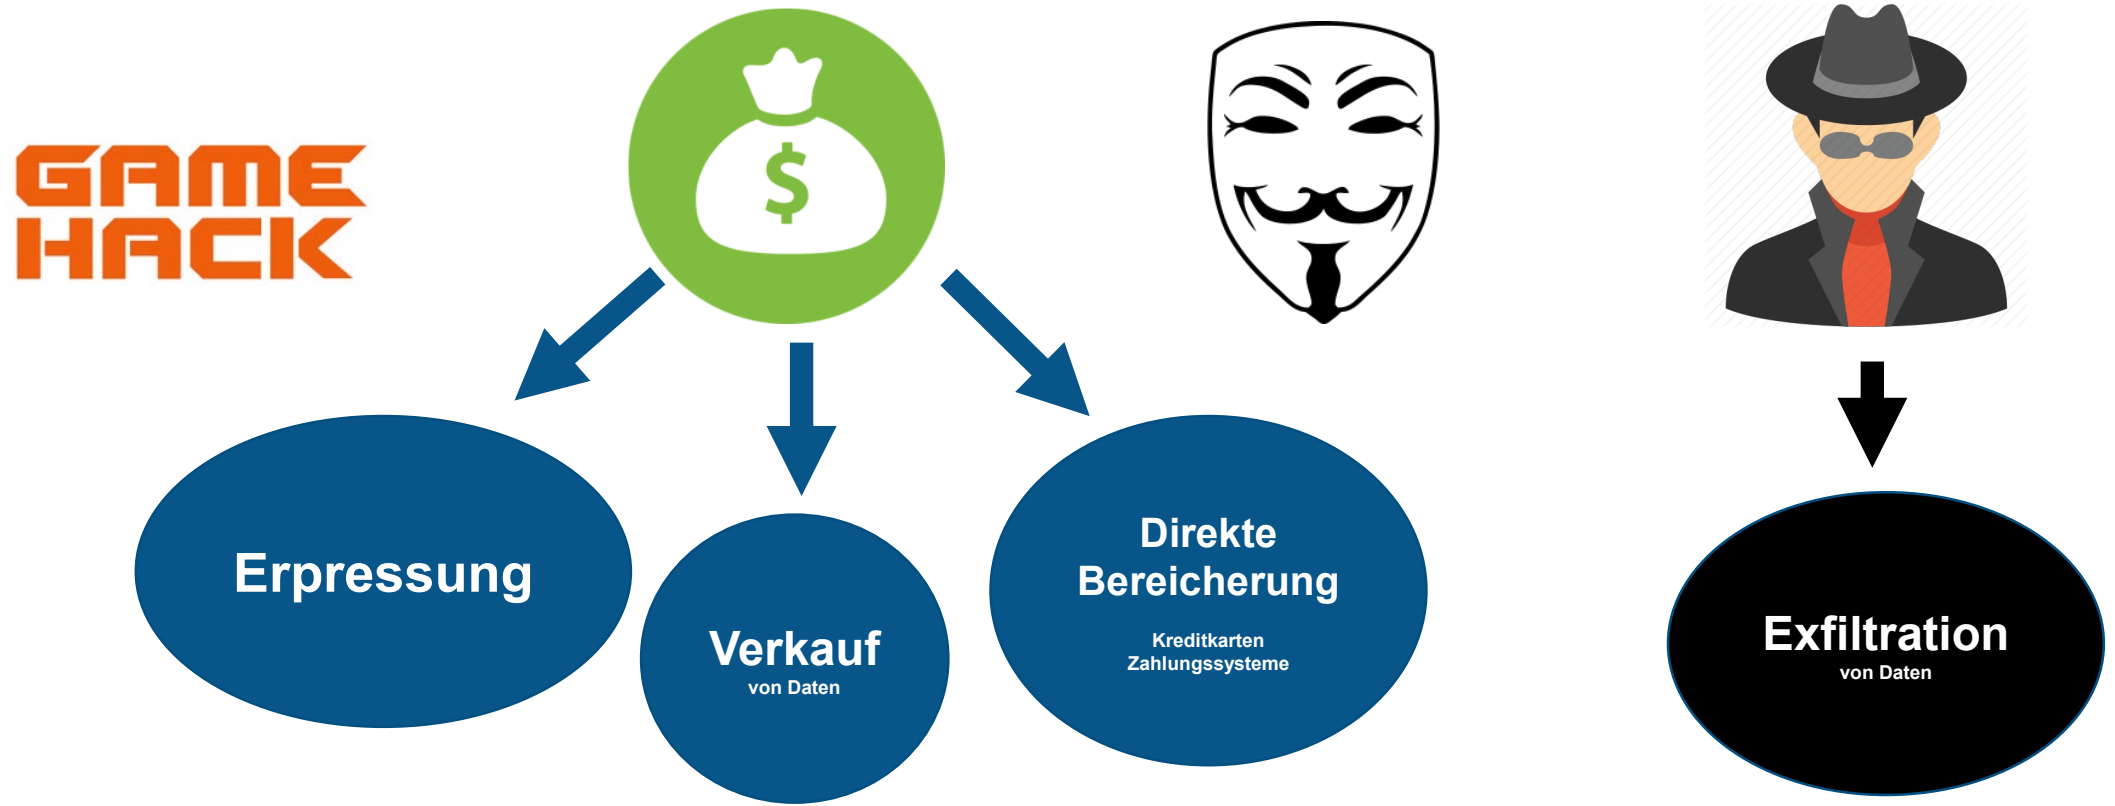 GAME
HACK
$
Erpressung
Verkauf
von Daten
Direkte
Bereicherung
Kreditkarten
Zahlungssysteme
Exfiltration
von Daten